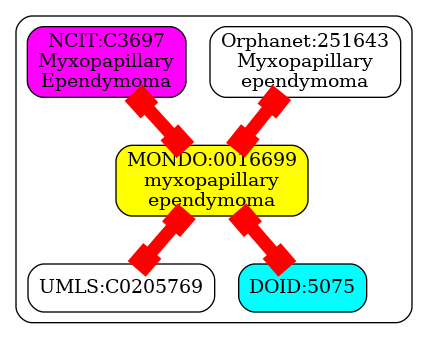 NCIT:C3697
Myxopapillary
Ependymoma
Orphanet:251643
Myxopapillary
ependymoma
MONDO:0016699
myxopapillary
ependymoma
UMLS:C0205769
DOID:5075